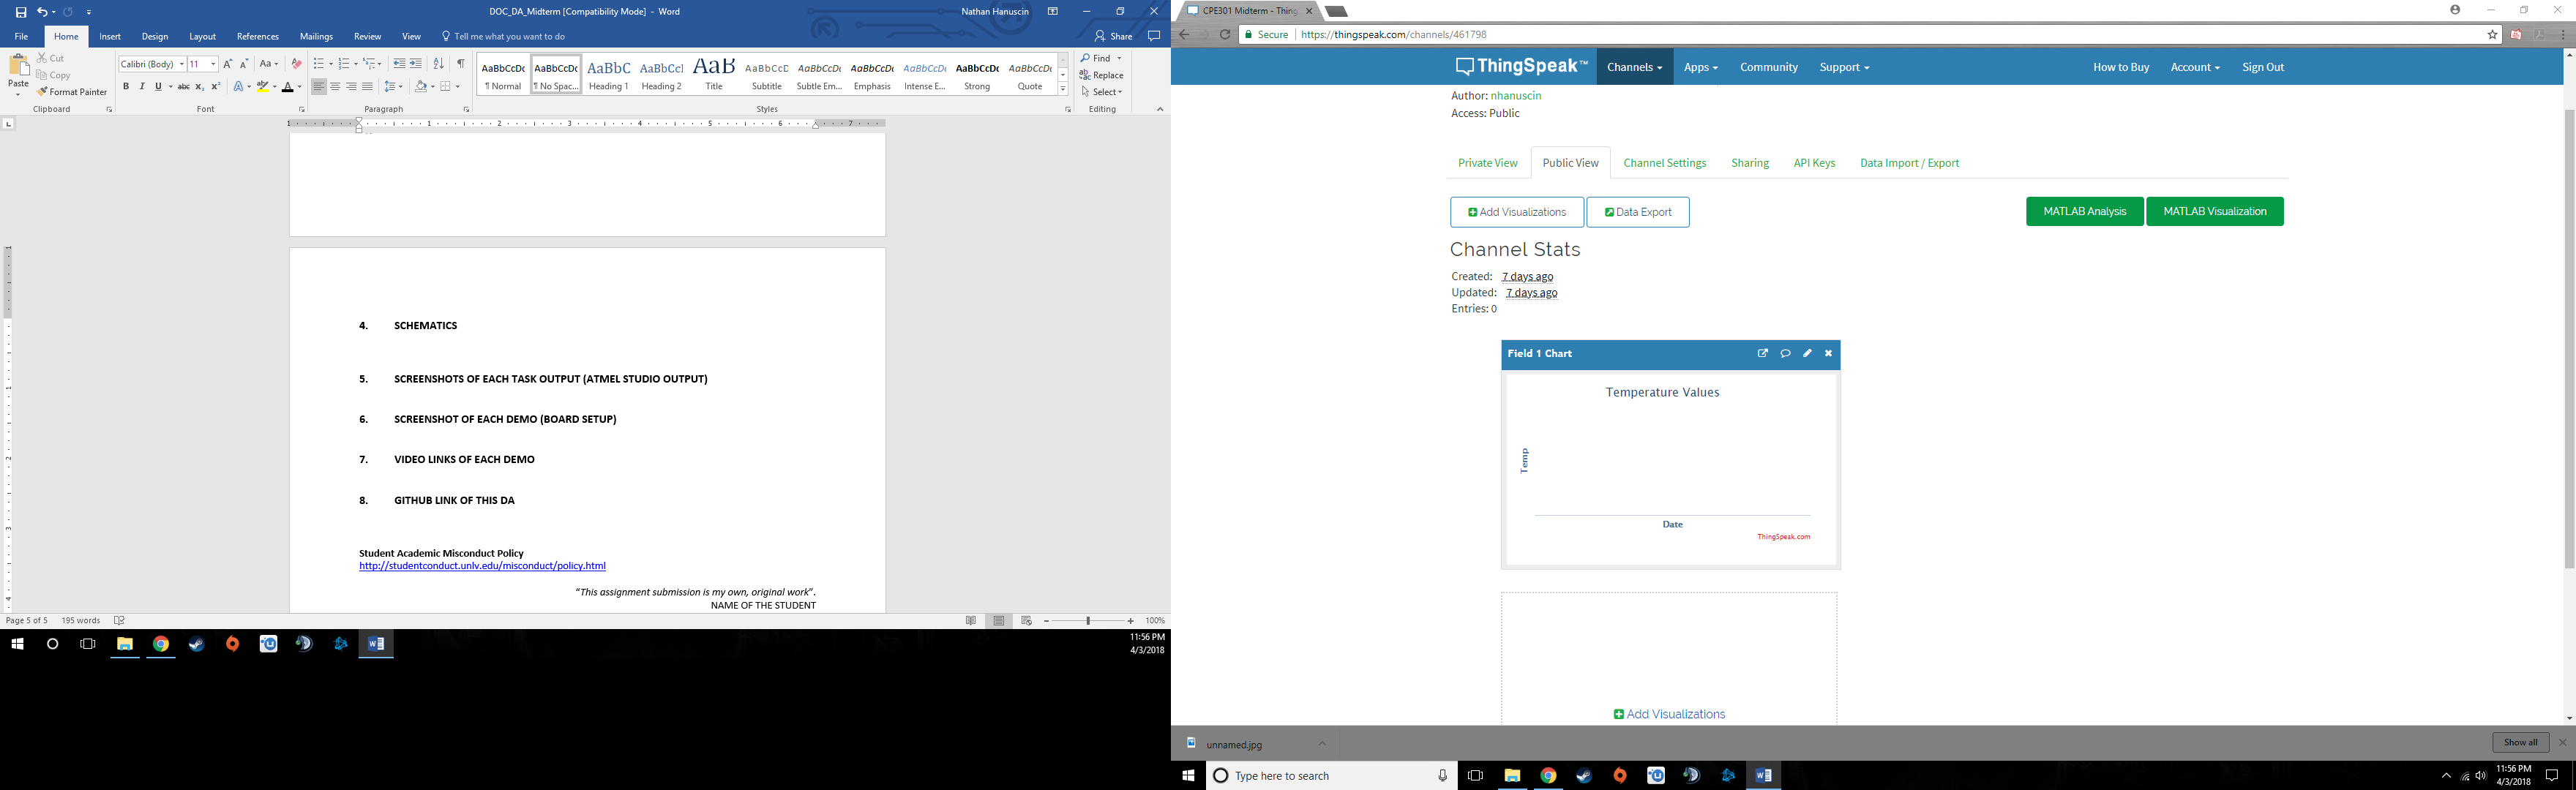 DOC_DA_Midterm [Compatibility Mode] - Word
Nathan Hanuscin
File Home Insert Design Layout References Mailings Review View Tell me what you want to do Share
Paste
Cut
Copy
Format Painter
Clipboard
Calibri (Body) 11
Font
Paragraph
AaBbCcDc AaBbCcDc AaBbC AaBbCcI AaB AaBbCcD AaBbCcDt AaBbCcDt AaBbCcDt AaBbCcDc AaBbCcDt
¶ Normal ¶ No Spac... Heading 1 Heading 2 Title Subtitle Subtle Em... Emphasis Intense E... Strong Quote
Styles
Find
Replace
Select
Editing
4. SCHEMATICS
5. SCREENSHOTS OF EACH TASK OUTPUT (ATMEL STUDIO OUTPUT)
6. SCREENSHOT OF EACH DEMO (BOARD SETUP)
7. VIDEO LINKS OF EACH DEMO
8. GITHUB LINK OF THIS DA
Student Academic Misconduct Policy
http://studentconduct.unlv.edu/misconduct/policy.html
“This assignment submission is my own, original work”.
NAME OF THE STUDENT
Page 5 of 5 195 words
100%
11:56 PM
4/3/2018
CPE301 Midterm - Thing
Secure https://thingspeak.com/channels/461798
ThingSpeak™ Channels Apps Community Support How to Buy Account Sign Out
Author: nhanuscin
Access: Public
Private View Public View Channel Settings Sharing API Keys Data Import / Export
Add Visualizations Data Export MATLAB Analysis MATLAB Visualization
Channel Stats
Created: 7 days ago
Updated: 7 days ago
Entries: 0
Field 1 Chart
Temperature Values
Temp
Date
ThingSpeak.com
Add Visualizations
unnamed.jpg
Show all
Type here to search
11:56 PM
4/3/2018